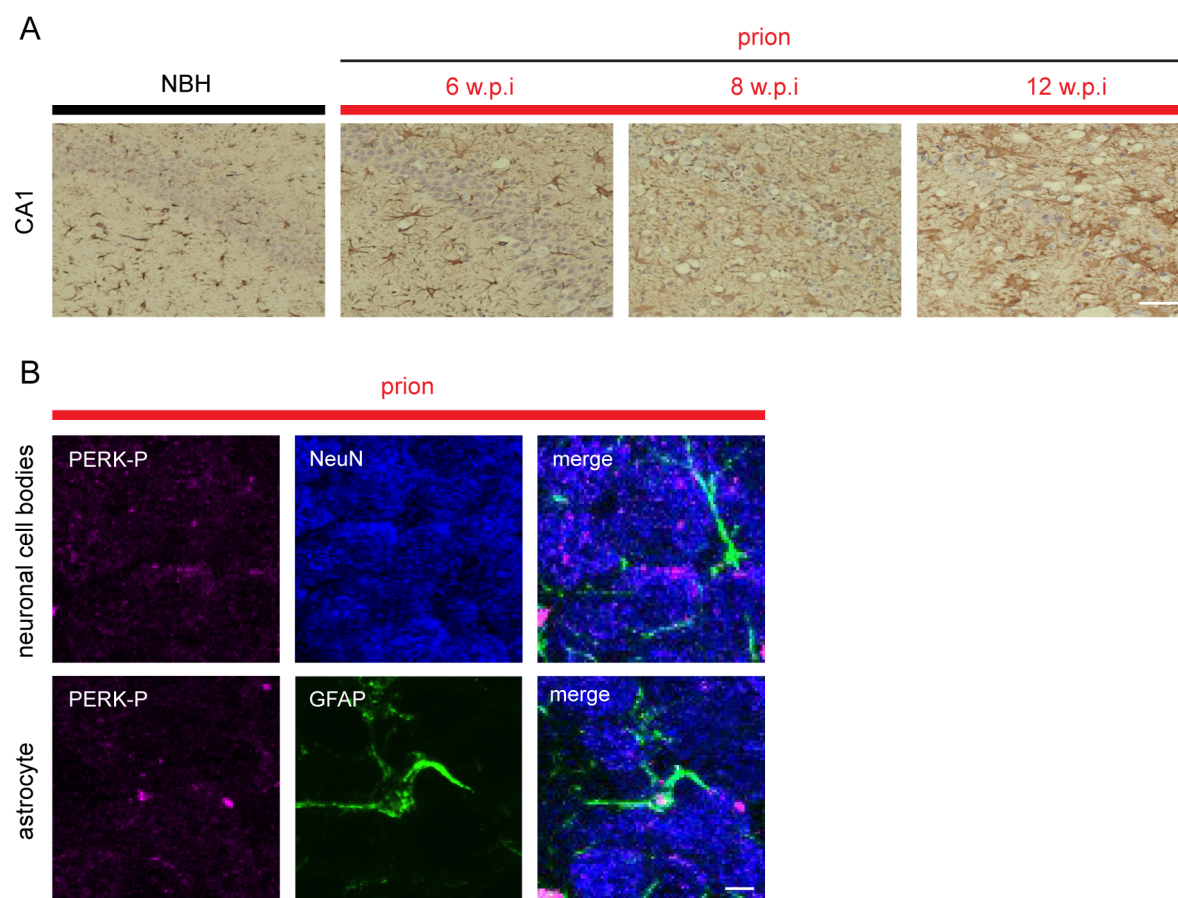 A
prion
NBH
6 w.p.i
8 w.p.i
12 w.p.i
CA1
B
prion
neuronal cell bodies
PERK-P
NeuN
merge
astrocyte
PERK-P
GFAP
merge